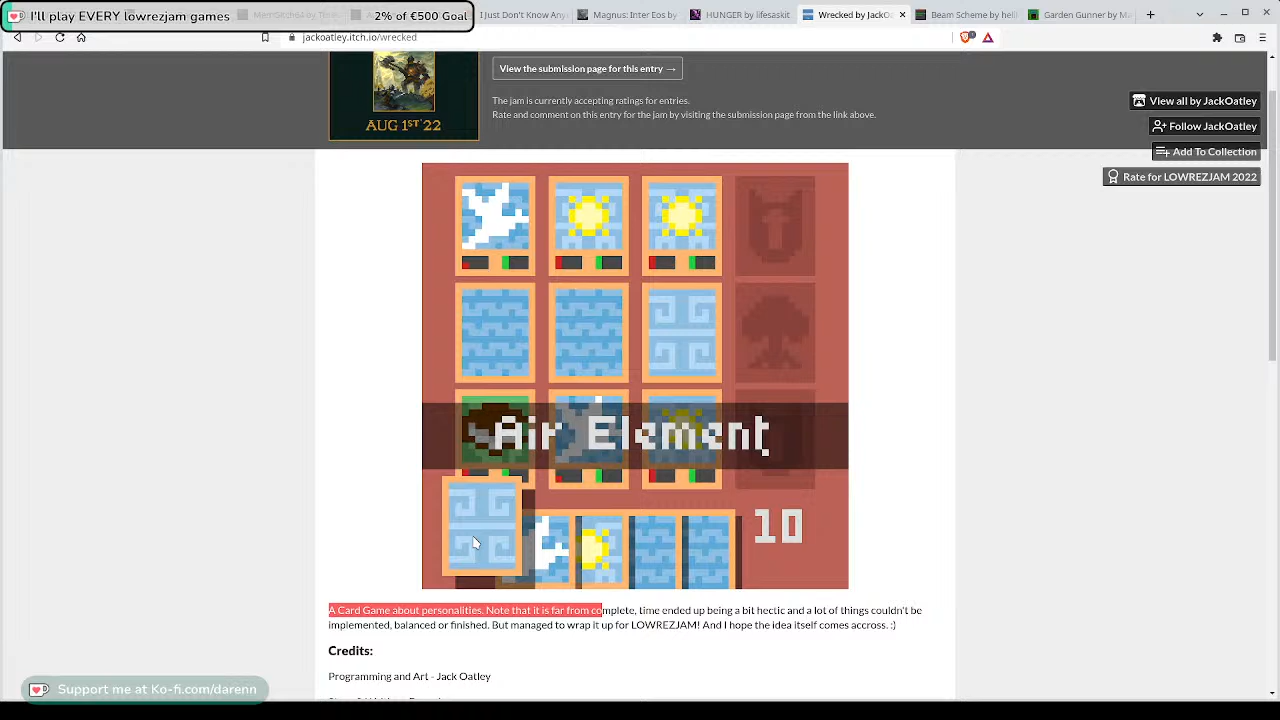 I'll play EVERY lowrezjam games
2% of €500 Goal
I Just Don't Know Any
Magnus: Inter Eos by
HUNGER by lifesaskit
Wrecked by JackO
Beam Scheme by helli
Garden Gunner by Ma
jackoatley.itch.io/wrecked
View the submission page for this entry →
The jam is currently accepting ratings for entries.
Rate and comment on this entry for the jam by visiting the submission page from the link above.
AUG 1ST 22
View all by JackOatley
Follow JackOatley
Add To Collection
Rate for LOWREZJAM 2022
Air Element
10
A Card Game about personalities. Note that it is far from complete, time ended up being a bit hectic and a lot of things couldn't be
implemented, balanced or finished. But managed to wrap it up for LOWREZJAM! And I hope the idea itself comes accross. :)
Credits:
Programming and Art - Jack Oatley
Support me at Ko-fi.com/darenn